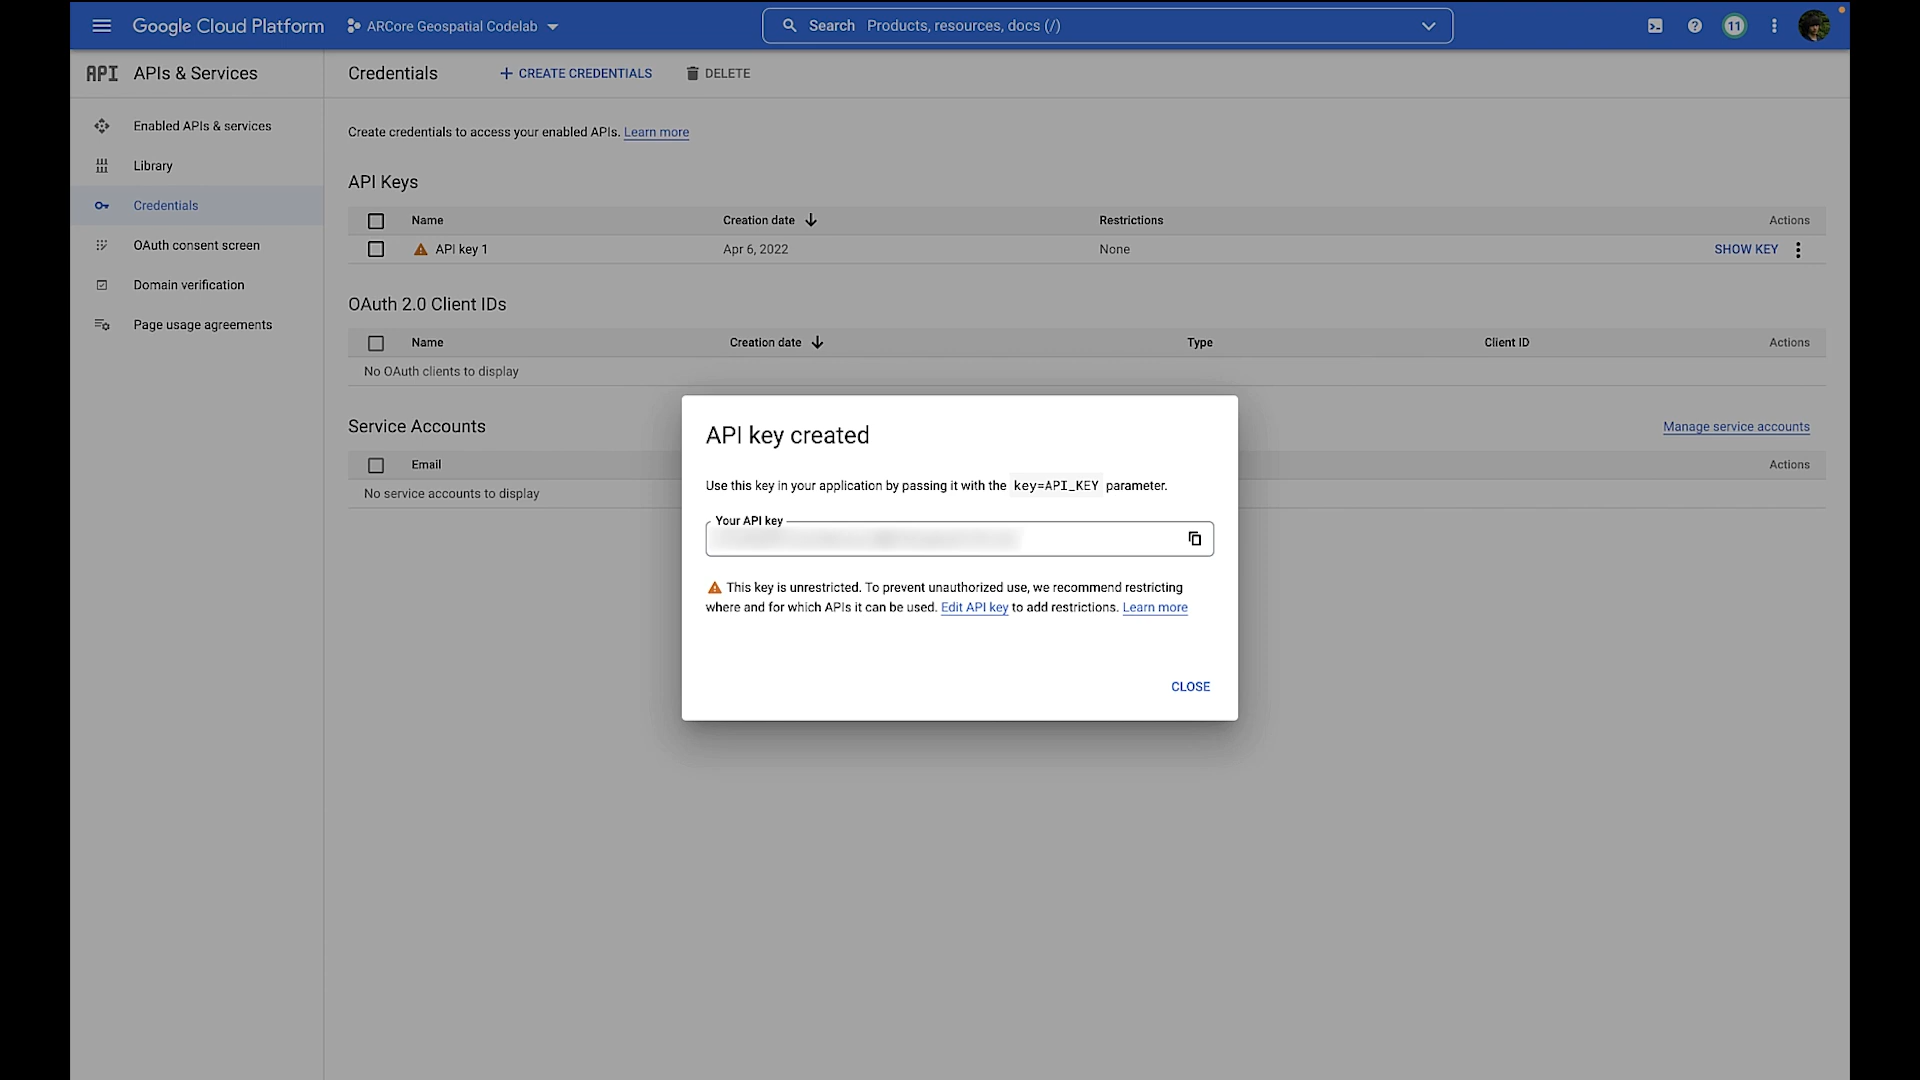 Google Cloud Platform
ARCore Geospatial Codelab
Search Products, resources, docs (/)
11
API APIs & Services
Credentials
CREATE CREDENTIALS
DELETE
Enabled APIs & services
Library
Credentials
OAuth consent screen
Domain verification
Page usage agreements
Create credentials to access your enabled APIs. Learn more
API Keys
Name Creation date Restrictions Actions
API key 1 Apr 6, 2022 None SHOW KEY
OAuth 2.0 Client IDs
Name Creation date Type Client ID Actions
No OAuth clients to display
Service Accounts
Manage service accounts
Email Actions
No service accounts to display
API key created
Use this key in your application by passing it with the key=API_KEY parameter.
Your API key
This key is unrestricted. To prevent unauthorized use, we recommend restricting
where and for which APIs it can be used. Edit API key to add restrictions. Learn more
CLOSE